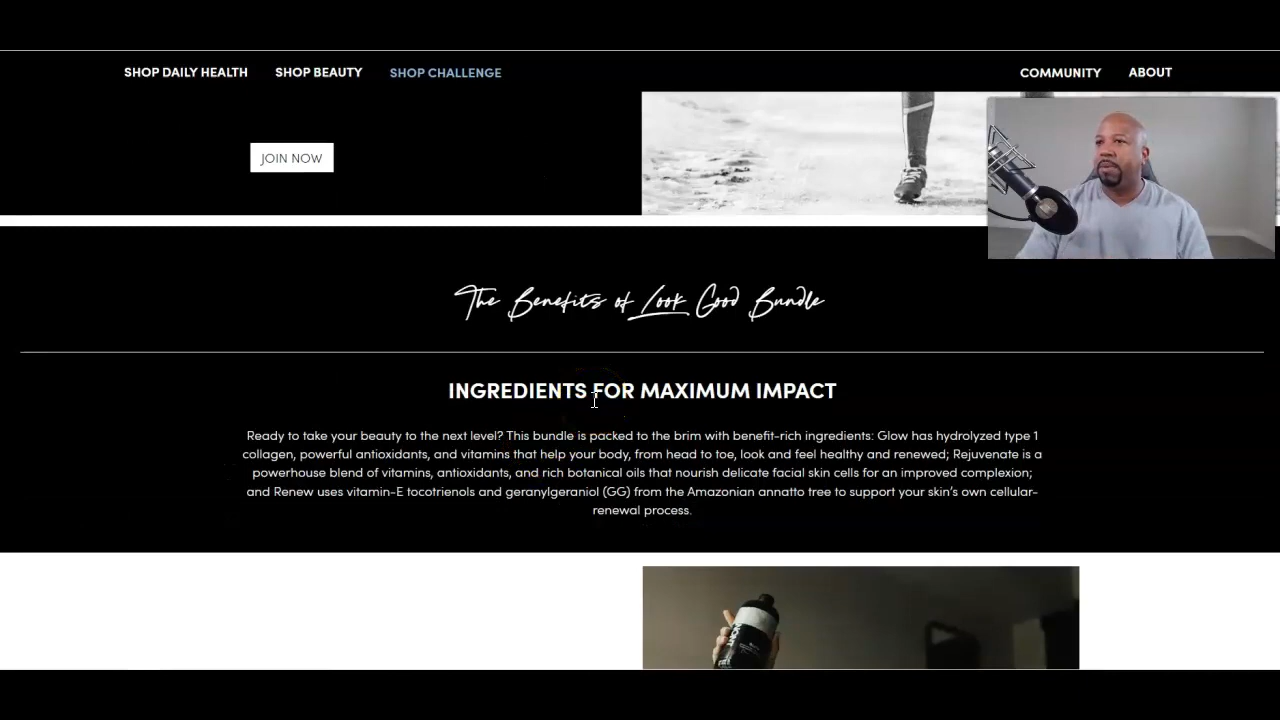 SHOP DAILY HEALTH SHOP BEAUTY SHOP CHALLENGE COMMUNITY ABOUT
JOIN NOW
The Benefits of Look Good Bundle
INGREDIENTS FOR MAXIMUM IMPACT
Ready to take your beauty to the next level? This bundle is packed to the brim with benefit-rich ingredients: Glow has hydrolyzed type 1
collagen, powerful antioxidants, and vitamins that help your body, from head to toe, look and feel healthy and renewed; Rejuvenate is a
powerhouse blend of vitamins, antioxidants, and rich botanical oils that nourish delicate facial skin cells for an improved complexion;
and Renew uses vitamin-E tocotrienols and geranylgeraniol (GG) from the Amazonian annatto tree to support your skin’s own cellular-
renewal process.